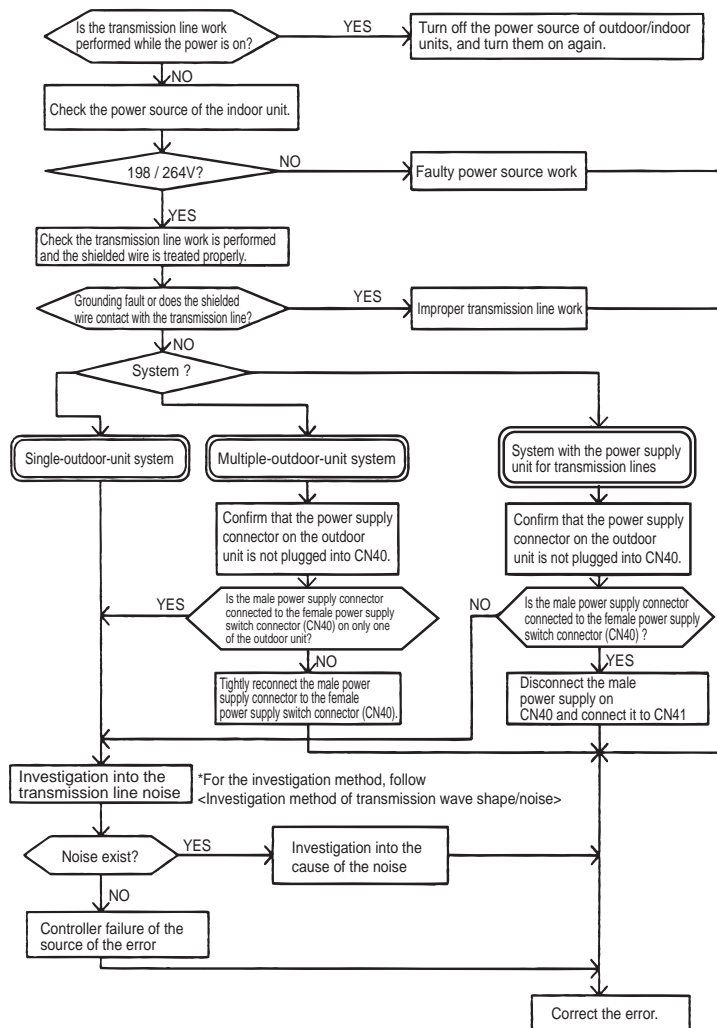 Is the transmission line work
performed while the power is on?
YES
Turn off the power source of outdoor/indoor
units, and turn them on again.
NO
Check the power source of the indoor unit.
198 / 264V?
NO
Faulty power source work
YES
Check the transmission line work is performed
and the shielded wire is treated properly.
Grounding fault or does the shielded
wire contact with the transmission line?
YES
Improper transmission line work
NO
System ?
Single-outdoor-unit system
Multiple-outdoor-unit system
System with the power supply
unit for transmission lines
Confirm that the power supply
connector on the outdoor
unit is not plugged into CN40.
Confirm that the power supply
connector on the outdoor
unit is not plugged into CN40.
YES
Is the male power supply connector
connected to the female power supply
switch connector (CN40) on only one
of the outdoor unit?
NO
Is the male power supply connector
connected to the female power supply
switch connector (CN40) ?
NO
YES
Tightly reconnect the male power
supply connector to the female
power supply switch connector (CN40).
Disconnect the male
power supply on
CN40 and connect it to CN41
Investigation into the
transmission line noise
*For the investigation method, follow
<Investigation method of transmission wave shape/noise>
Noise exist?
YES
Investigation into the
cause of the noise
NO
Controller failure of the
source of the error
Correct the error.